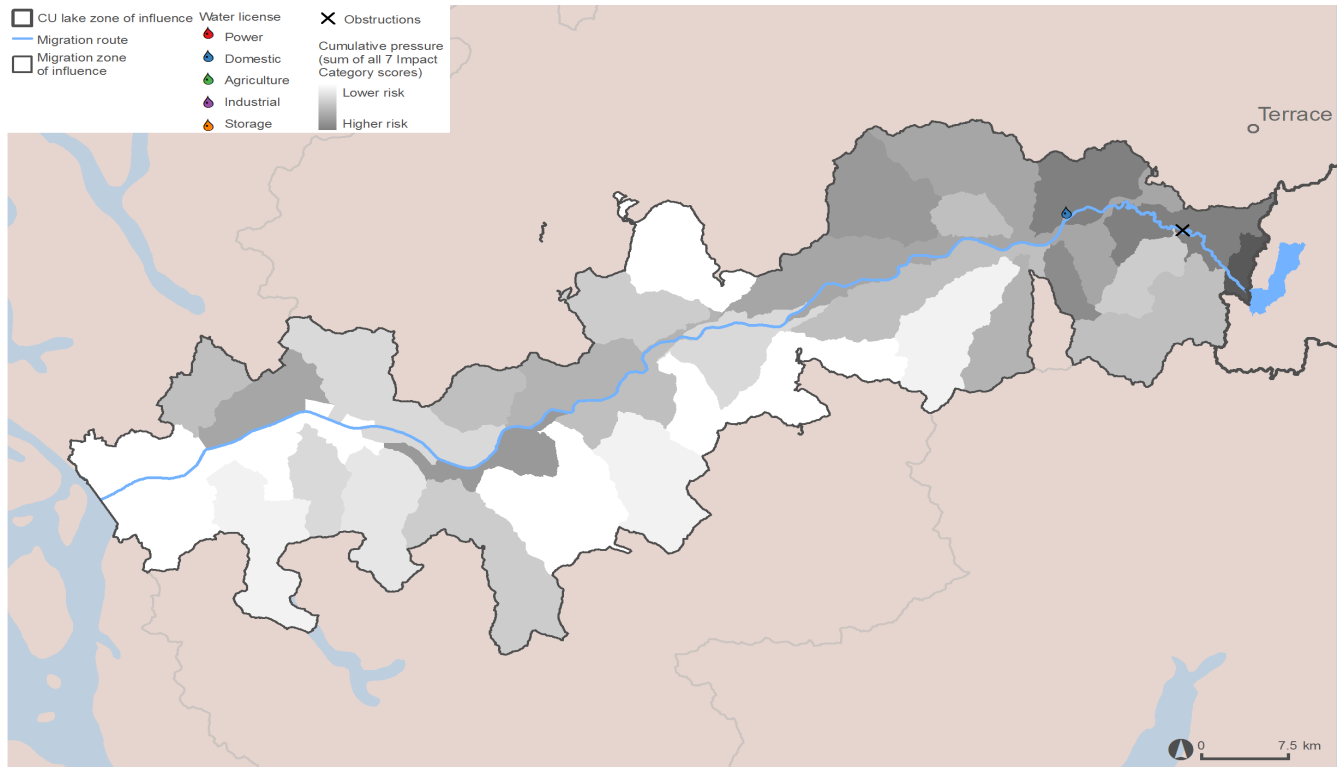 CU lake zone of influence
Migration route
Migration zone
of influence
Water license
Power
Domestic
Agriculture
Industrial
Storage
Obstructions
Cumulative pressure
(sum of all 7 Impact
Category scores)
Lower risk
Higher risk
Terrace
0 7.5 km